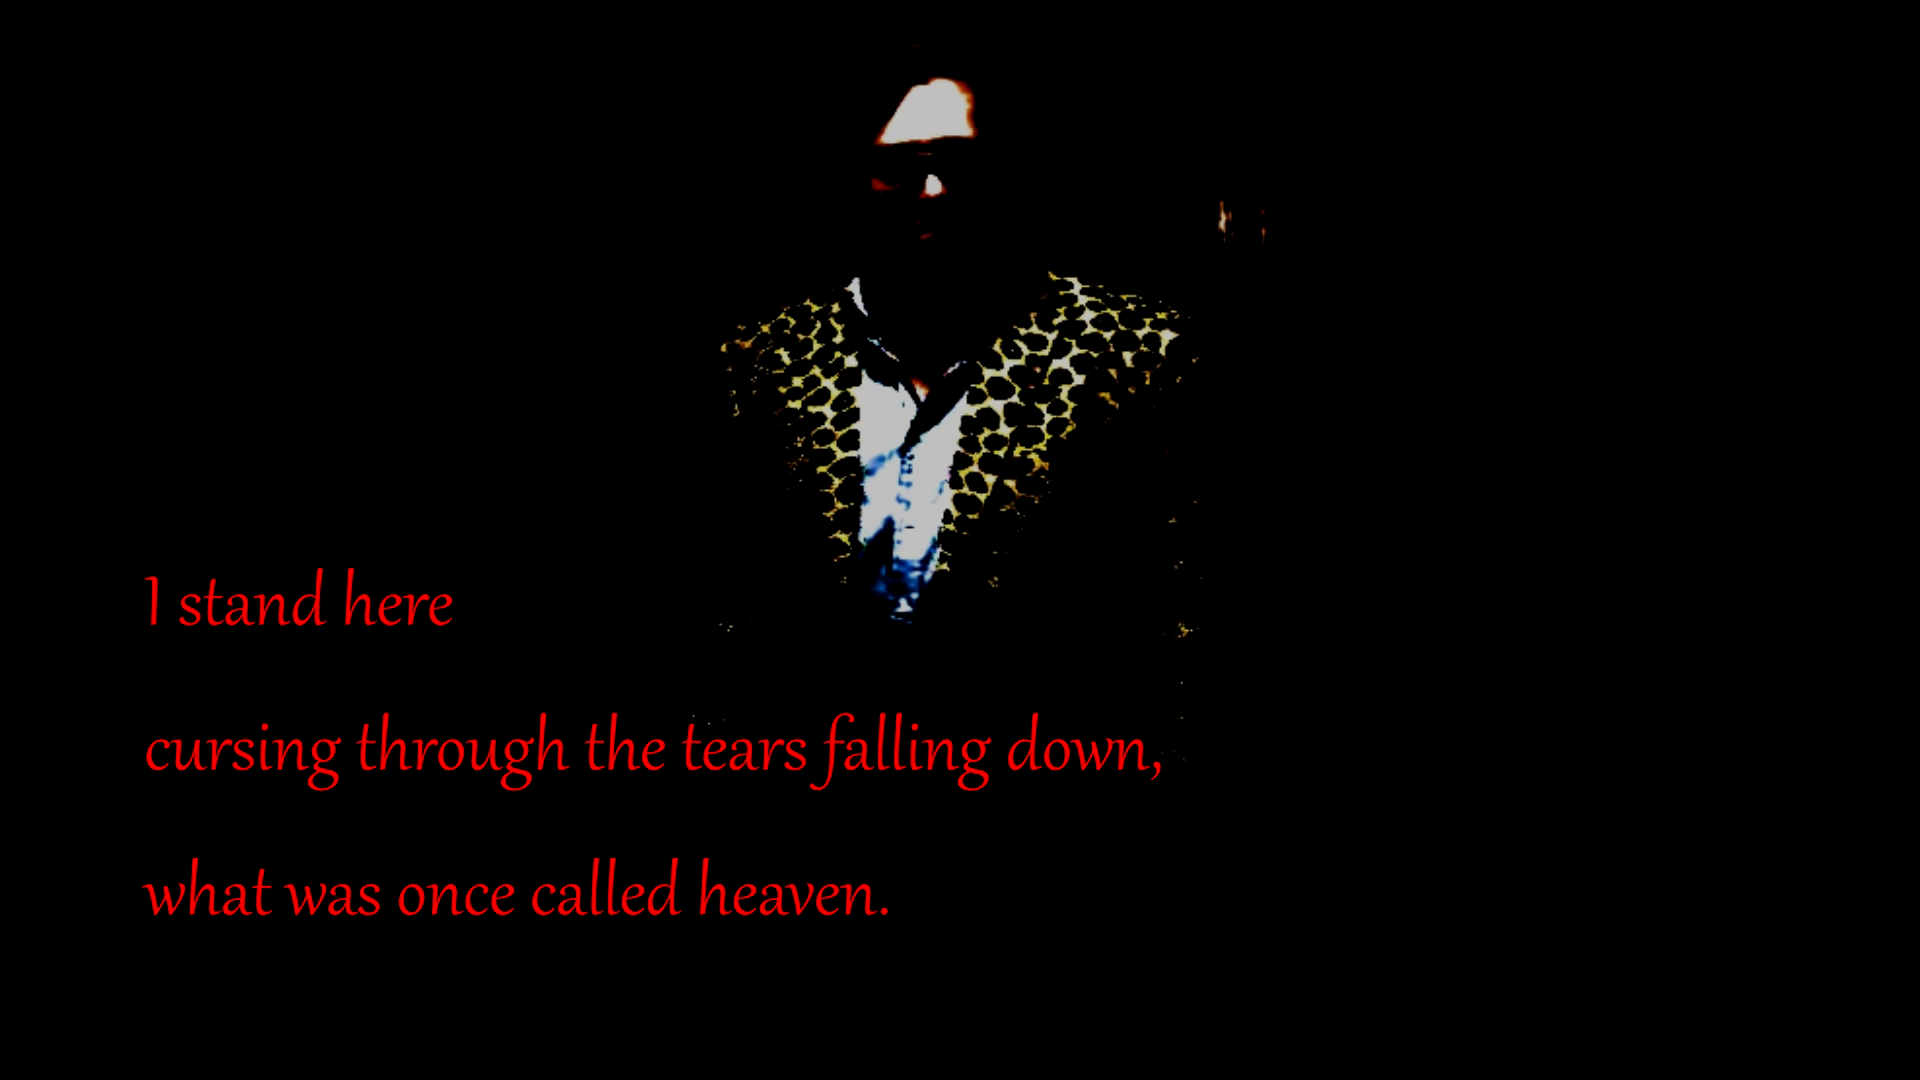 I stand here
cursing through the tears falling down,
what was once called heaven.